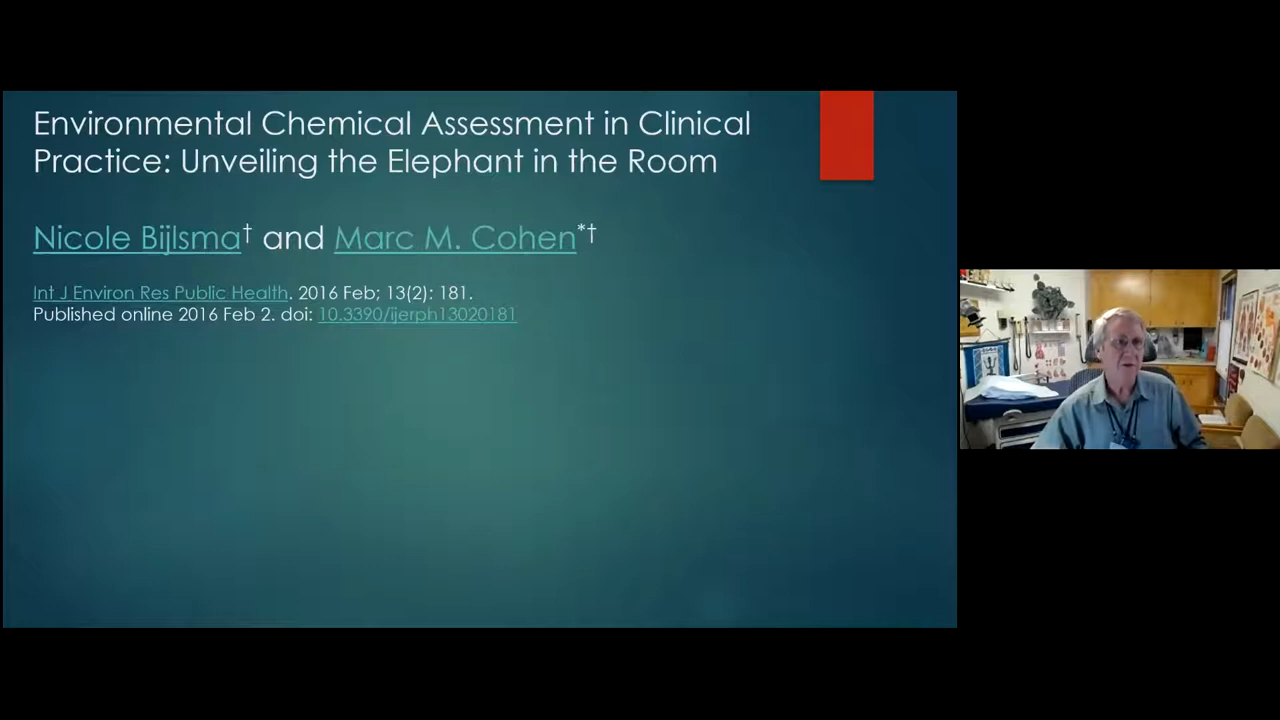 Environmental Chemical Assessment in Clinical
Practice: Unveiling the Elephant in the Room
Nicole Bijlsma† and Marc M. Cohen*†
Int J Environ Res Public Health. 2016 Feb; 13(2): 181.
Published online 2016 Feb 2. doi: 10.3390/ijerph13020181